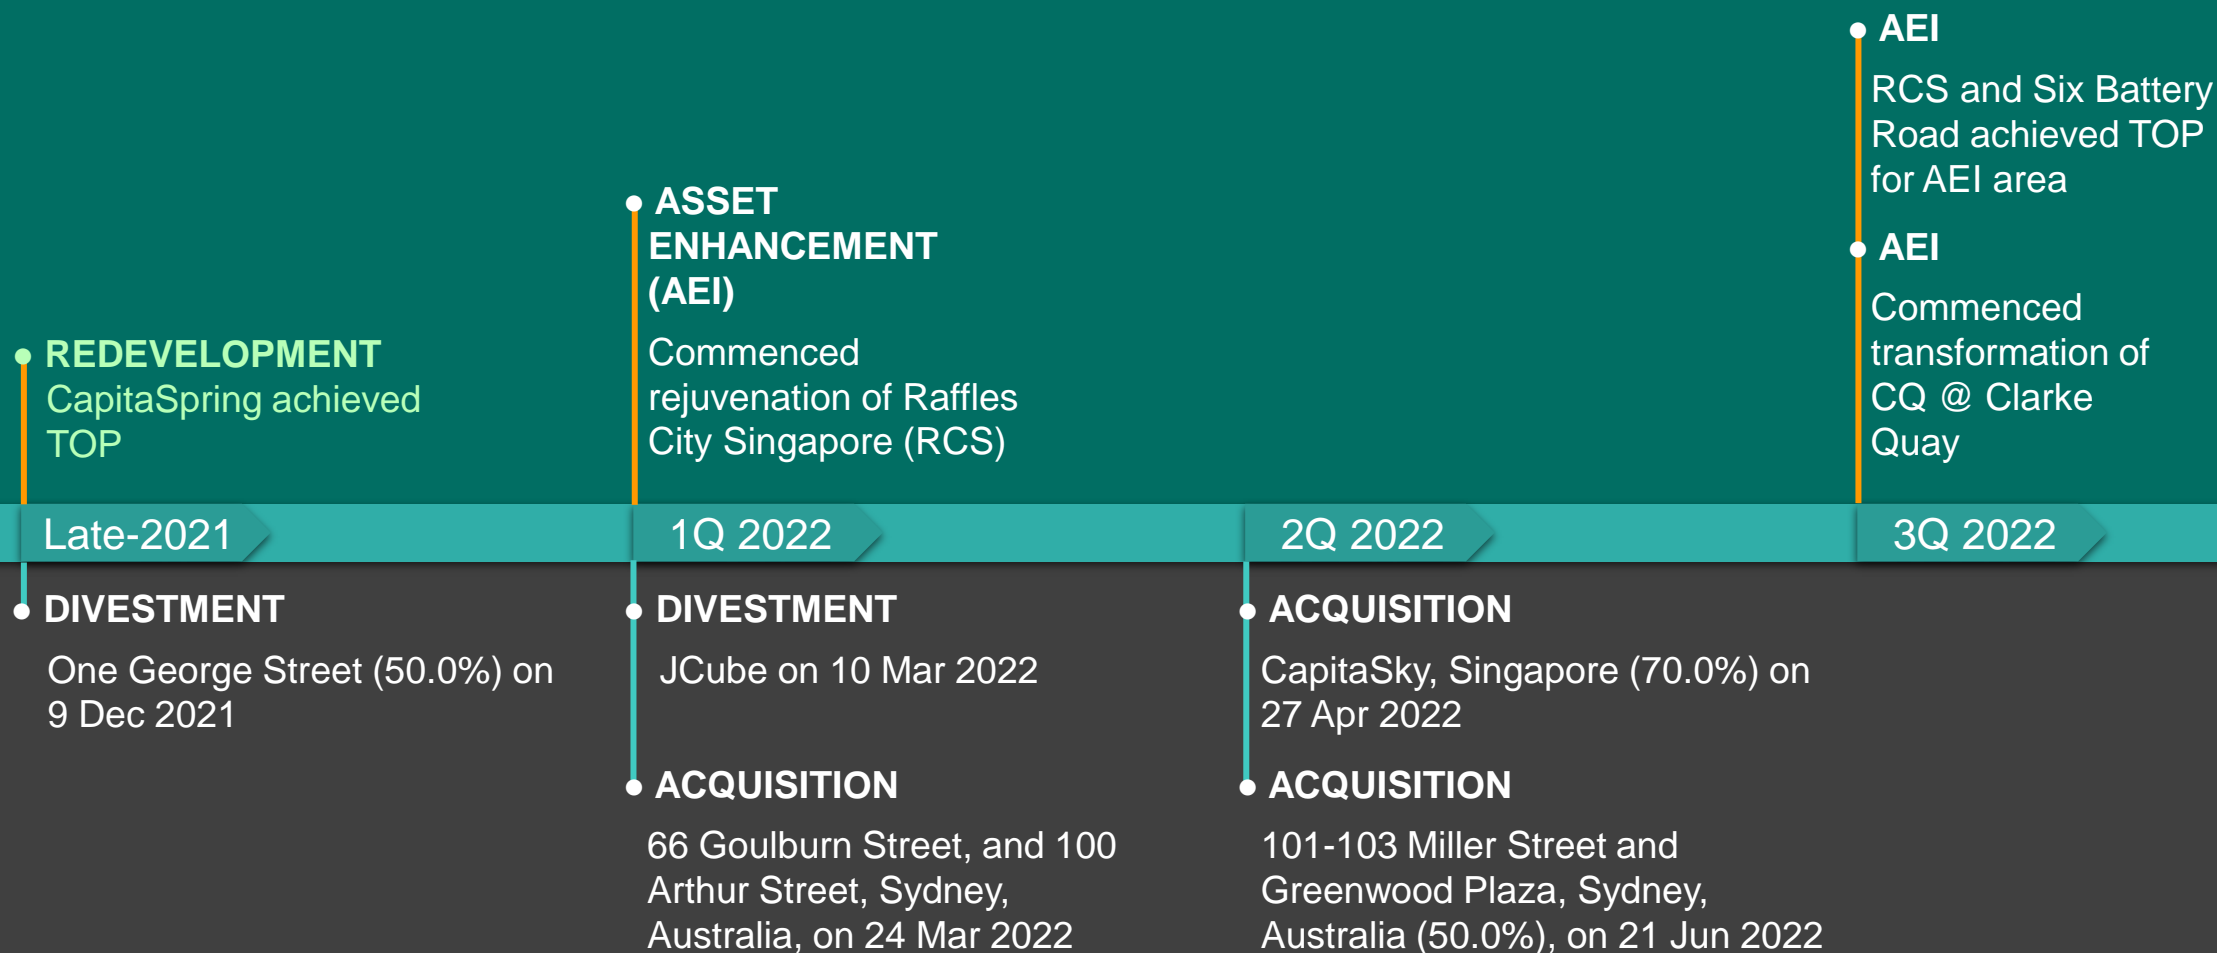 REDEVELOPMENT
CapitaSpring achieved
TOP
Late-2021
DIVESTMENT
One George Street (50.0%) on
9 Dec 2021
ASSET
ENHANCEMENT
(AEI)
Commenced
rejuvenation of Raffles
City Singapore (RCS)
1Q 2022
DIVESTMENT
JCube on 10 Mar 2022
ACQUISITION
66 Goulburn Street, and 100
Arthur Street, Sydney,
Australia, on 24 Mar 2022
2Q 2022
ACQUISITION
CapitaSky, Singapore (70.0%) on
27 Apr 2022
ACQUISITION
101-103 Miller Street and
Greenwood Plaza, Sydney,
Australia (50.0%), on 21 Jun 2022
AEI
RCS and Six Battery
Road achieved TOP
for AEI area
AEI
Commenced
transformation of
CQ @ Clarke
Quay
3Q 2022